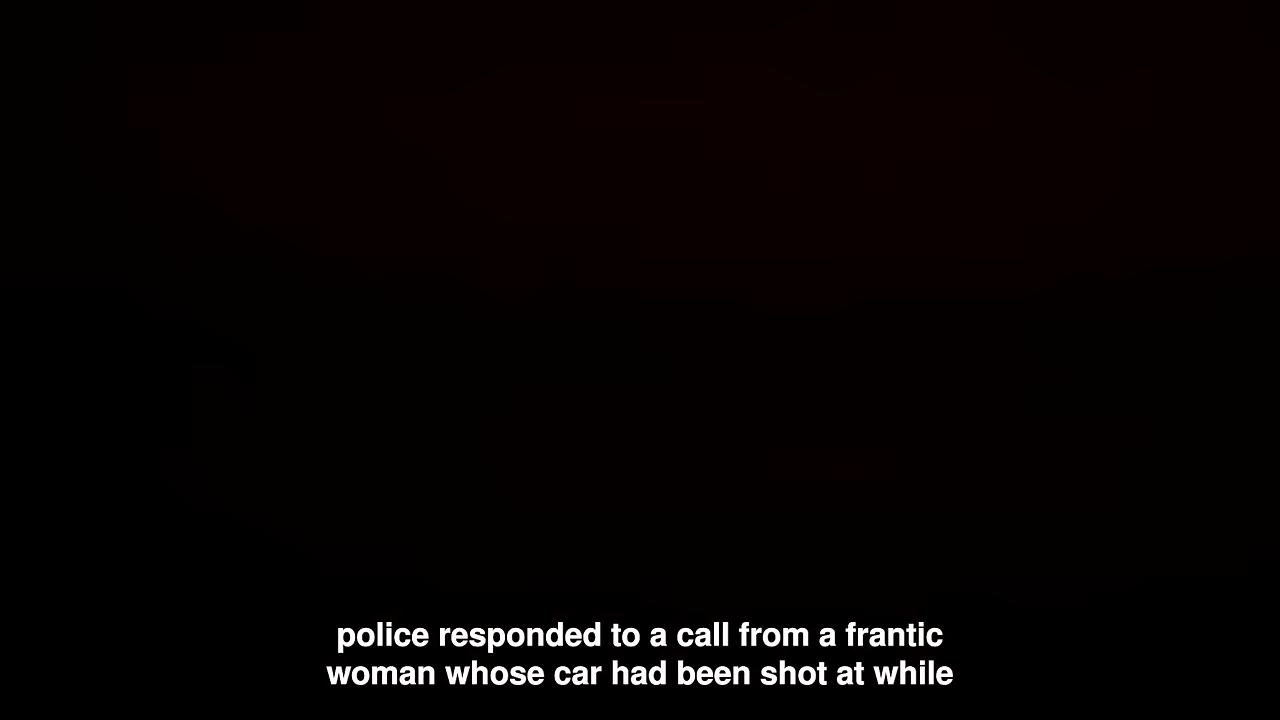 police responded to a call from a frantic
woman whose car had been shot at while